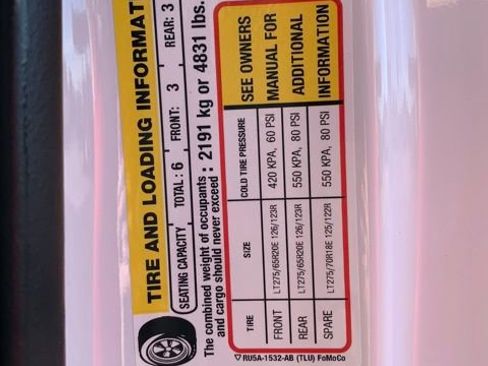 TIRE AND LOADING INFORMAT
SEATING CAPACITY TOTAL: 6 FRONT: 3 REAR: 3
The combined weight of occupants
and cargo should never exceed : 2191 kg or 4831 lbs.
TIRE SIZE COLD TIRE PRESSURE
FRONT LT275/65R20E 126/123R 420 KPA, 60 PSI
REAR LT275/65R20E 126/123R 550 KPA, 80 PSI
SPARE LT275/70R18E 125/122R 550 KPA, 80 PSI
SEE OWNERS
MANUAL FOR
ADDITIONAL
INFORMATION
RU5A-1532-AB (TLU) FoMoCo